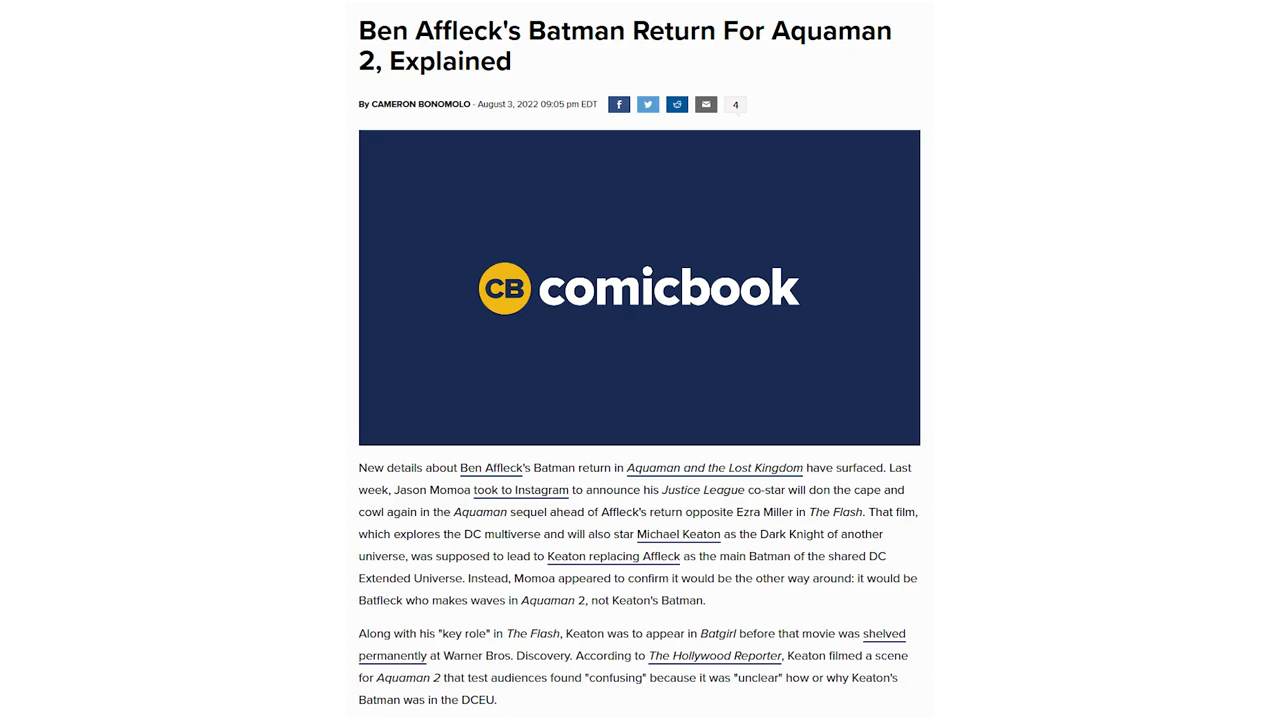 Ben Affleck's Batman Return For Aquaman
2, Explained
By CAMERON BONOMOLO - August 3, 2022 09:05 pm EDT
4
CB comicbook
New details about Ben Affleck's Batman return in Aquaman and the Lost Kingdom have surfaced. Last
week, Jason Momoa took to Instagram to announce his Justice League co-star will don the cape and
cowl again in the Aquaman sequel ahead of Affleck's return opposite Ezra Miller in The Flash. That film,
which explores the DC multiverse and will also star Michael Keaton as the Dark Knight of another
universe, was supposed to lead to Keaton replacing Affleck as the main Batman of the shared DC
Extended Universe. Instead, Momoa appeared to confirm it would be the other way around: it would be
Batfleck who makes waves in Aquaman 2, not Keaton's Batman.
Along with his "key role" in The Flash, Keaton was to appear in Batgirl before that movie was shelved
permanently at Warner Bros. Discovery. According to The Hollywood Reporter, Keaton filmed a scene
for Aquaman 2 that test audiences found "confusing" because it was "unclear" how or why Keaton's
Batman was in the DCEU.